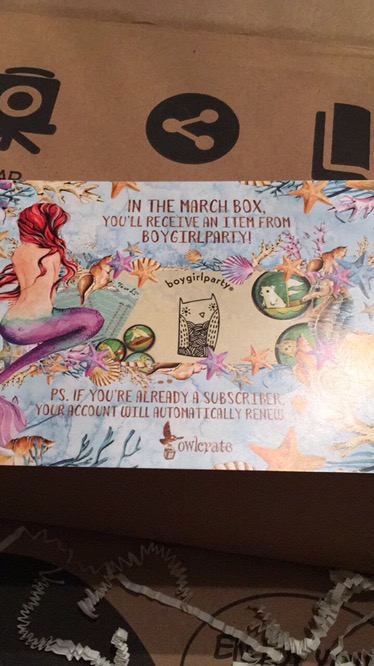 AR
IN THE MARCH BOX,
YOU'LL RECEIVE AN ITEM FROM
BOYGIRLPARTY!
boygirlparty®
PS. IF YOU'RE ALREADY A SUBSCRIBER,
YOUR ACCOUNT WILL AUTOMATICALLY RENEW.
owlcrate